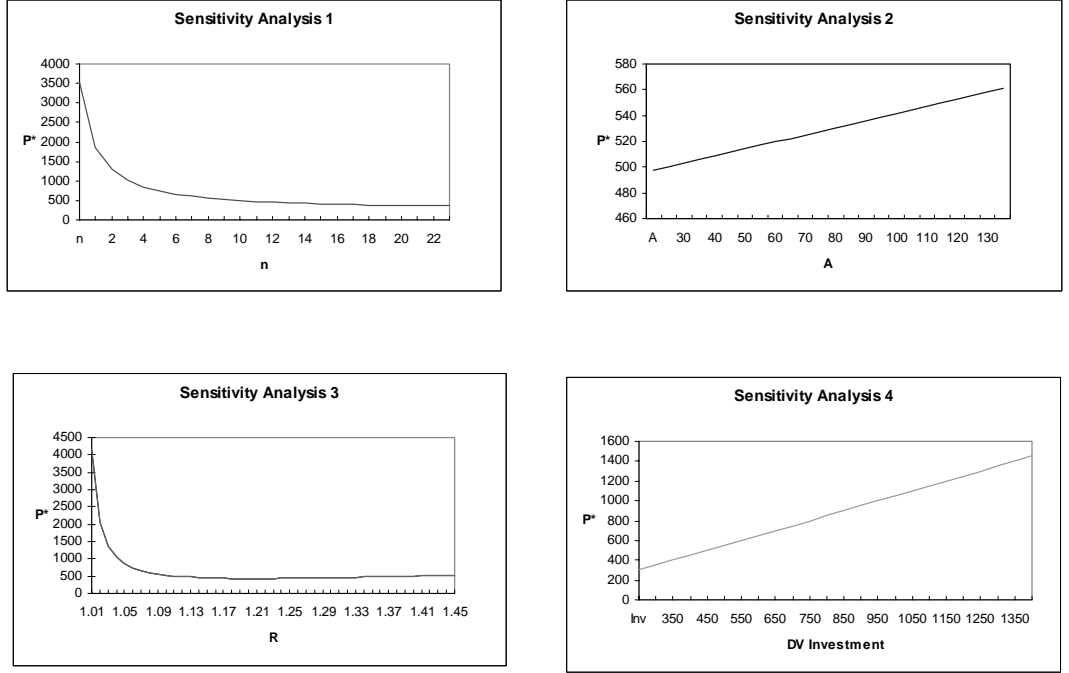 Sensitivity Analysis 1
4000
3500
3000
2500
P*
2000
1500
1000
500
0
n 2 4 6 8 10 12 14 16 18 20 22
n
Sensitivity Analysis 2
580
560
540
P*
520
500
480
460
A 30 40 50 60 70 80 90 100 110 120 130
A
Sensitivity Analysis 3
4500
4000
3500
3000
2500
P*
2000
1500
1000
500
0
1.01 1.05 1.09 1.13 1.17 1.21 1.25 1.29 1.33 1.37 1.41 1.45
R
Sensitivity Analysis 4
1600
1400
1200
1000
P*
800
600
400
200
0
Inv 350 450 550 650 750 850 950 1050 1150 1250 1350
DV Investment